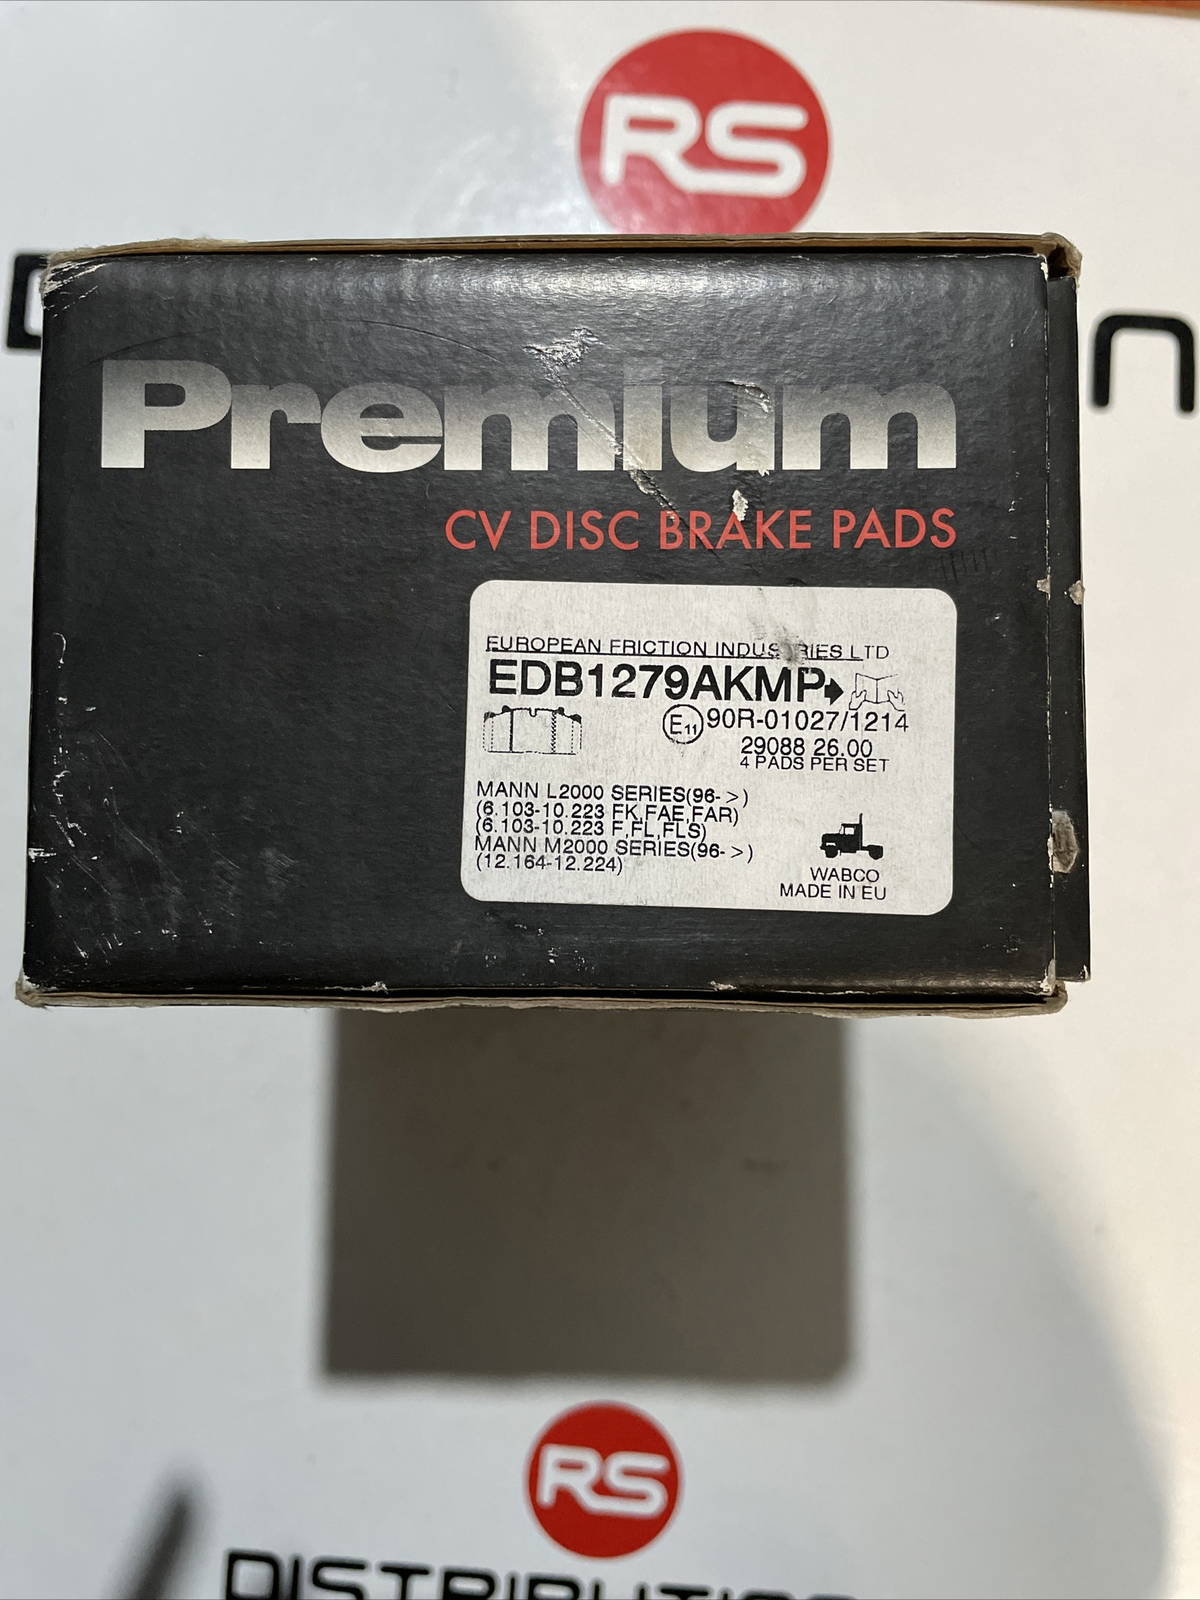 RS
n
Premium
CV DISC BRAKE PADS
EUROPEAN FRICTION INDUSTRIES LTD
EDB1279AKMP
E11 90R-01027/1214
29088 26.00
4 PADS PER SET
MANN L2000 SERIES(96->)
(6.103-10.223 FK,FAE,FAR)
(6.103-10.223 F,FL,FLS)
MANN M2000 SERIES(96->)
(12.164-12.224)
WABCO
MADE IN EU
RS
DISTRIBUTION